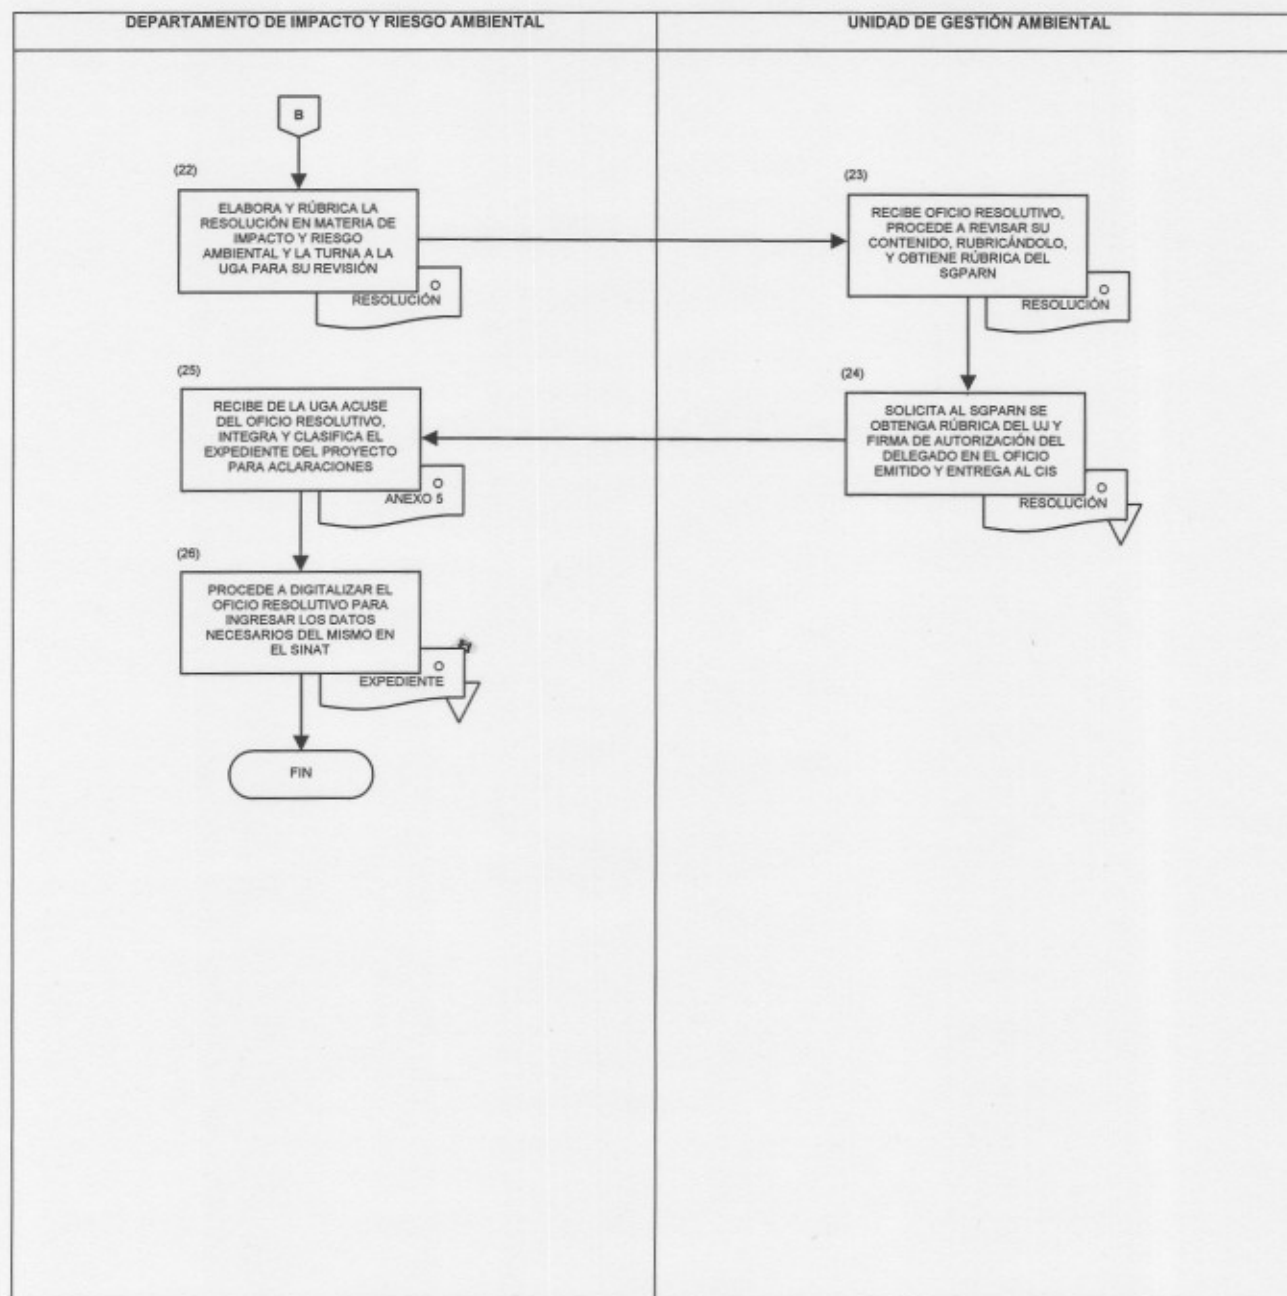 DEPARTAMENTO DE IMPACTO Y RIESGO AMBIENTAL
UNIDAD DE GESTIÓN AMBIENTAL
B
(22)
ELABORA Y RÚBRICA LA
RESOLUCIÓN EN MATERIA DE
IMPACTO Y RIESGO
AMBIENTAL Y LA TURNA A LA
UGA PARA SU REVISIÓN
O
RESOLUCIÓN
(23)
RECIBE OFICIO RESOLUTIVO,
PROCEDE A REVISAR SU
CONTENIDO, RUBRICÁNDOLO,
Y OBTIENE RÚBRICA DEL
SGPARN
O
RESOLUCIÓN
(24)
SOLICITA AL SGPARN SE
OBTENGA RÚBRICA DEL UJ Y
FIRMA DE AUTORIZACIÓN DEL
DELEGADO EN EL OFICIO
EMITIDO Y ENTREGA AL CIS
O
RESOLUCIÓN
(25)
RECIBE DE LA UGA ACUSE
DEL OFICIO RESOLUTIVO,
INTEGRA Y CLASIFICA EL
EXPEDIENTE DEL PROYECTO
PARA ACLARACIONES
O
ANEXO 5
(26)
PROCEDE A DIGITALIZAR EL
OFICIO RESOLUTIVO PARA
INGRESAR LOS DATOS
NECESARIOS DEL MISMO EN
EL SINAT
O
EXPEDIENTE
FIN